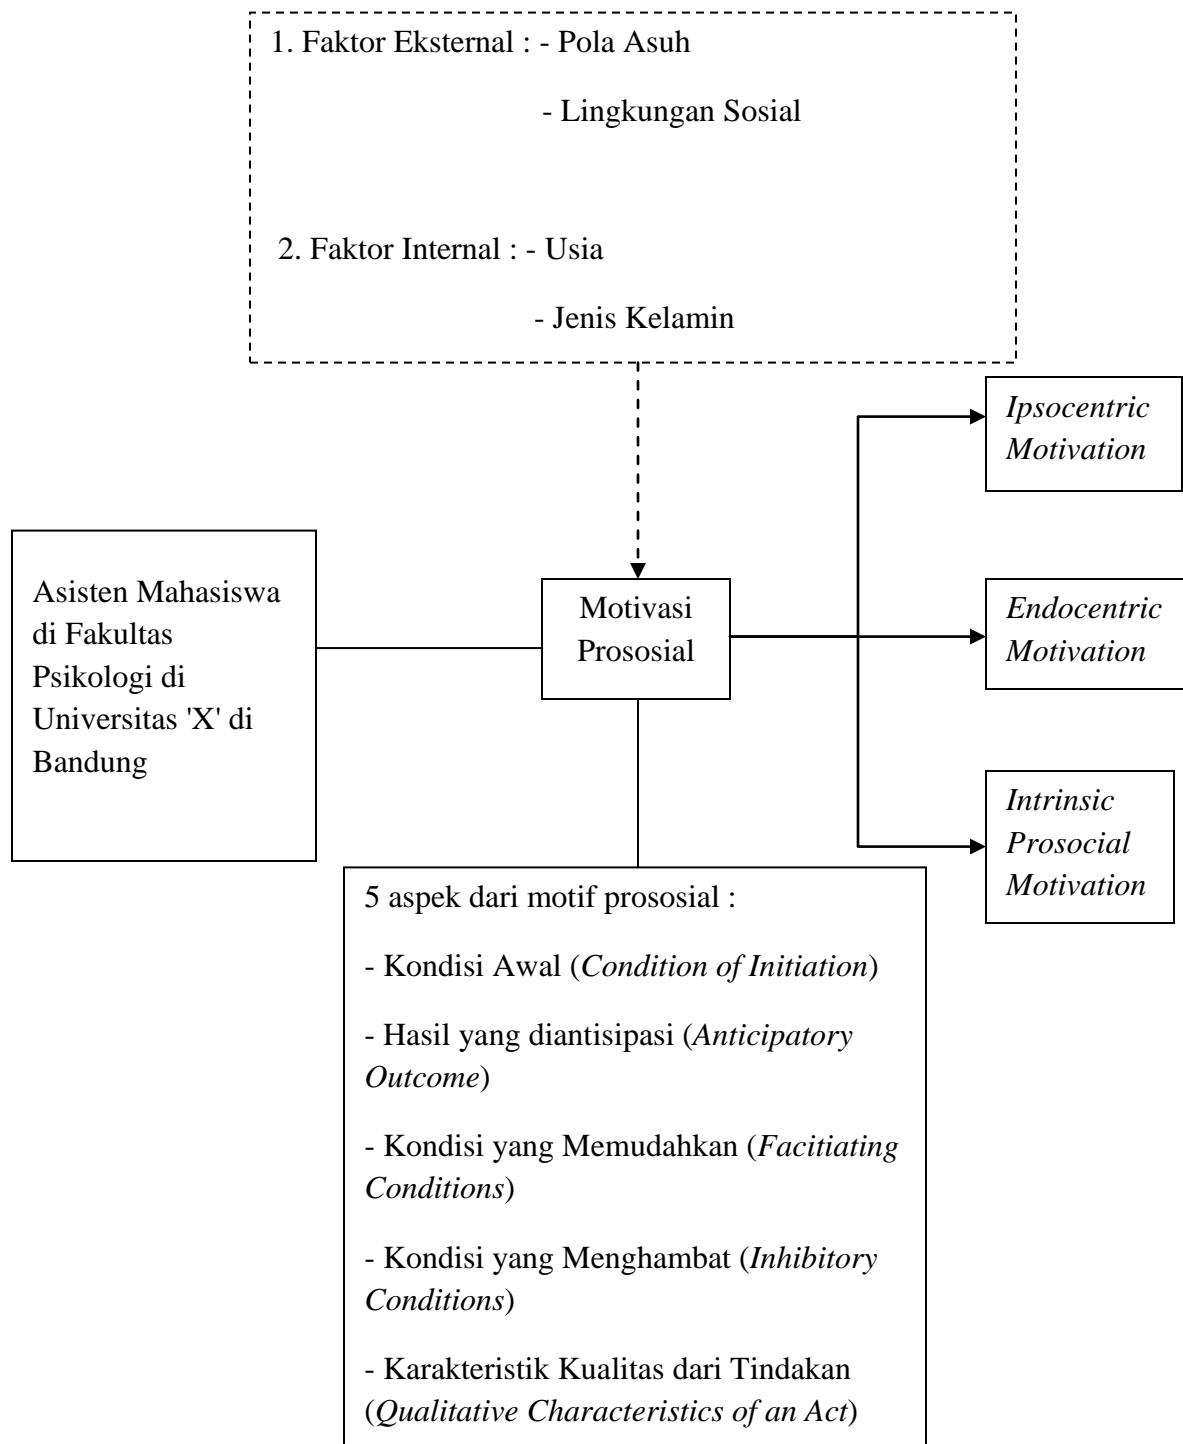 1. Faktor Eksternal : - Pola Asuh
- Lingkungan Sosial
2. Faktor Internal : - Usia
- Jenis Kelamin
Ipsocentric
Motivation
Asisten Mahasiswa
di Fakultas
Psikologi di
Universitas 'X' di
Bandung
Motivasi
Prososial
Endocentric
Motivation
Intrinsic
Prosocial
Motivation
5 aspek dari motif prososial :
- Kondisi Awal (Condition of Initiation)
- Hasil yang diantisipasi (Anticipatory
Outcome)
- Kondisi yang Memudahkan (Facitiating
Conditions)
- Kondisi yang Menghambat (Inhibitory
Conditions)
- Karakteristik Kualitas dari Tindakan
(Qualitative Characteristics of an Act)